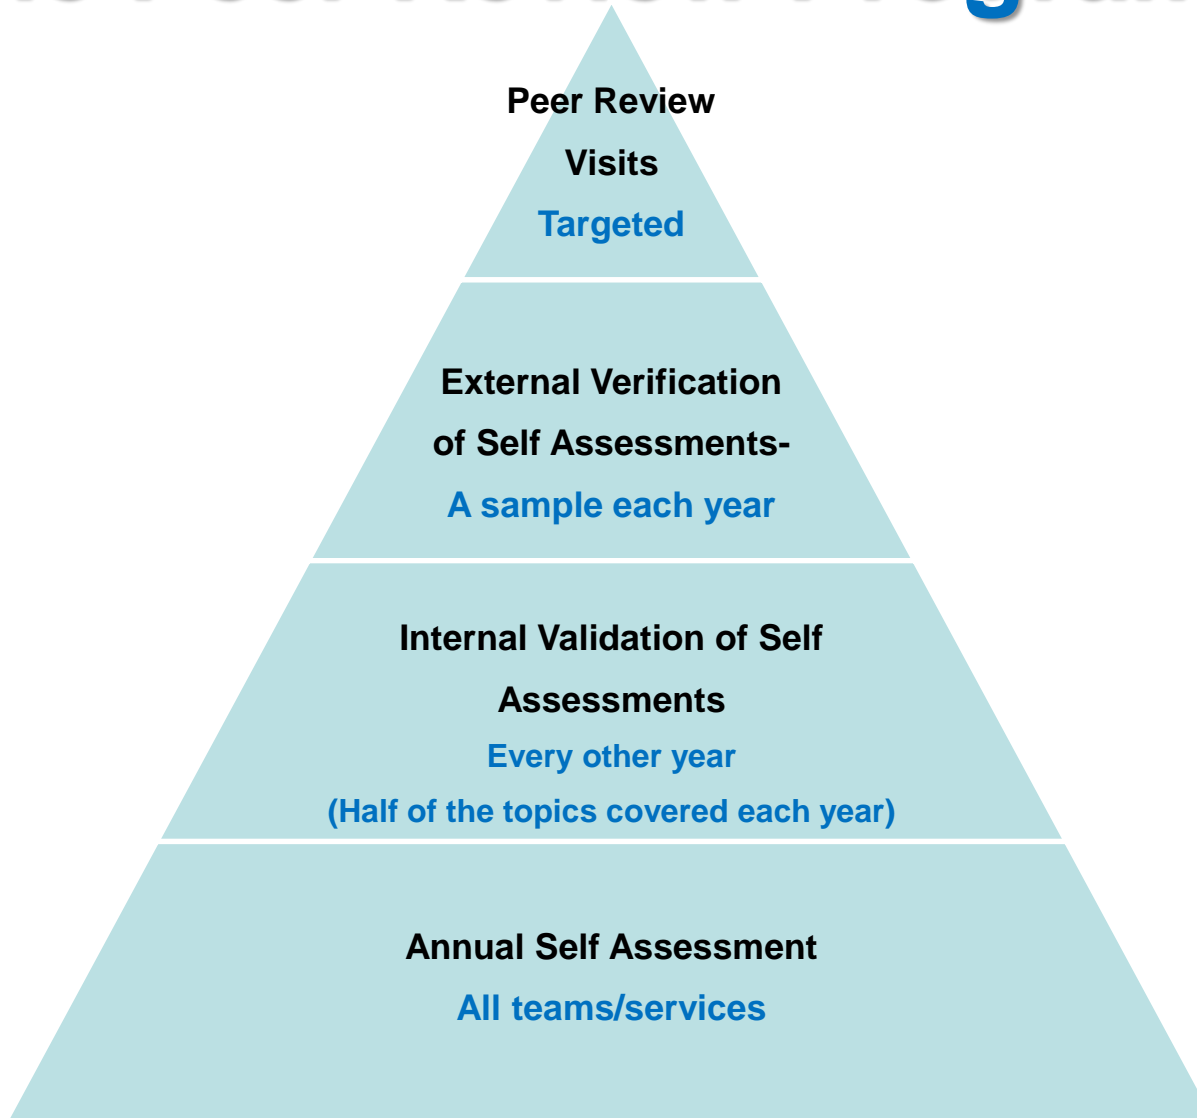 Peer Review
Visits
Targeted
External Verification
of Self Assessments-
A sample each year
Internal Validation of Self
Assessments
Every other year
(Half of the topics covered each year)
Annual Self Assessment
All teams/services